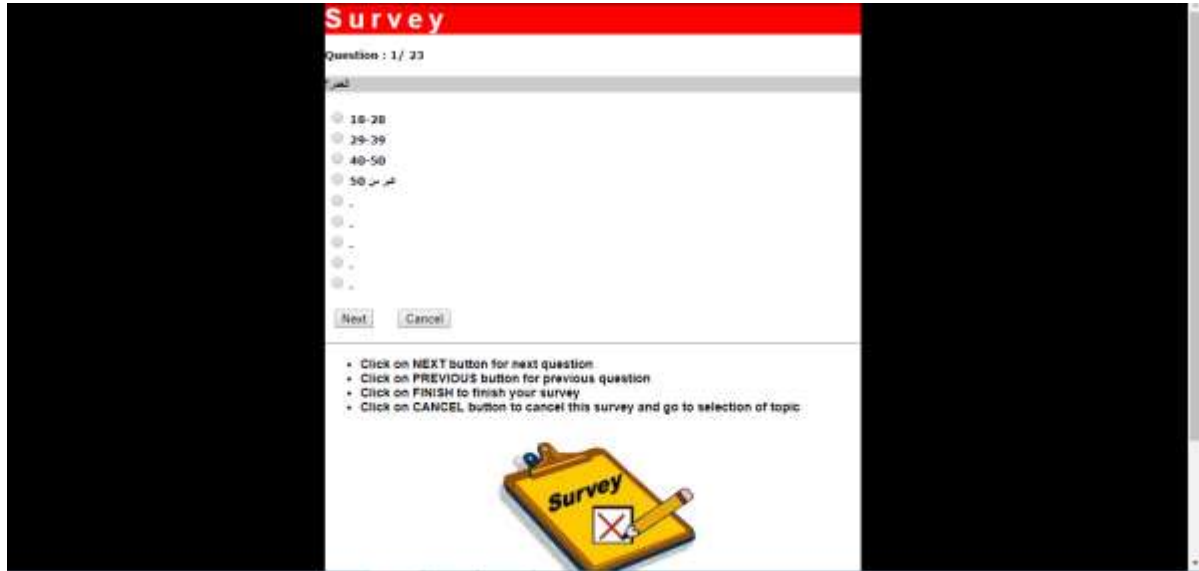 Survey
Question : 1/ 23
العمر؟
18-28
29-39
40-50
50
.
.
.
.
.
Next Cancel
Click on NEXT button for next question
Click on PREVIOUS button for previous question
Click on FINISH to finish your survey
Click on CANCEL button to cancel this survey and go to selection of topic
Survey